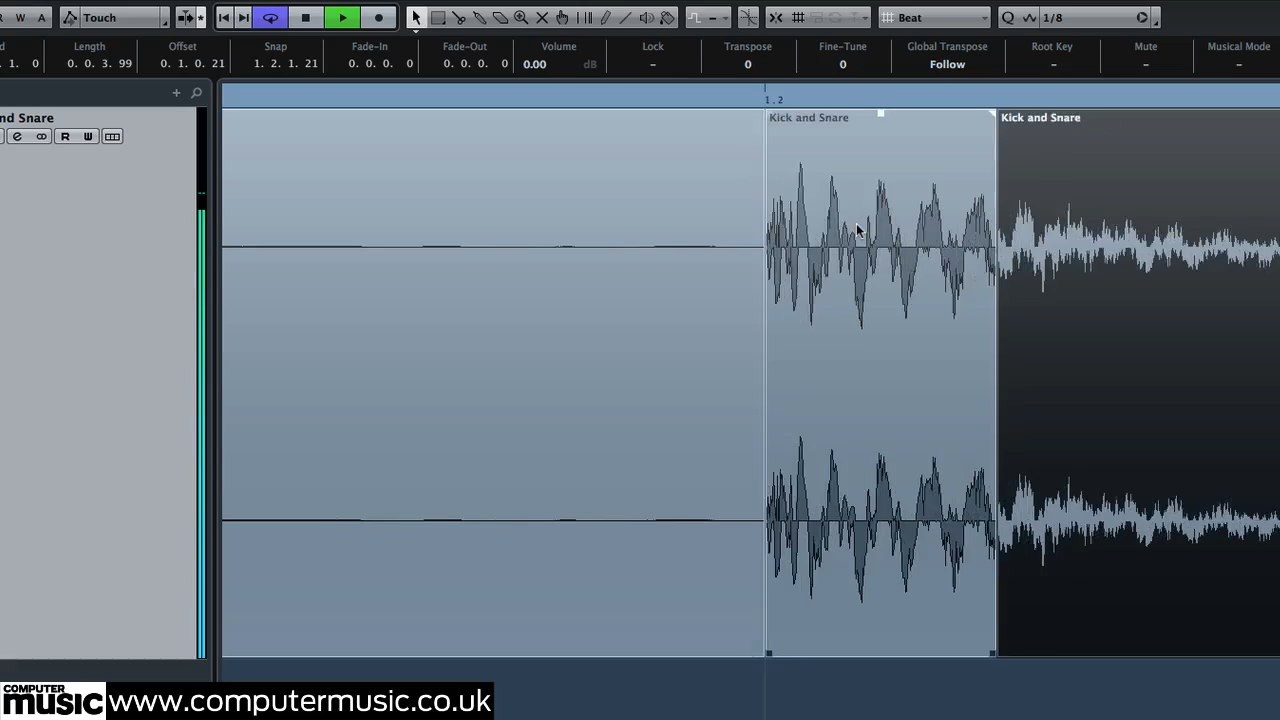 W A Touch Beat Q 1/8
d Length Offset Snap Fade-In Fade-Out Volume Lock Transpose Fine-Tune Global Transpose Root Key Mute Musical Mode
. 1. 0 0. 0. 3. 99 0. 1. 0. 21 1. 2. 1. 21 0. 0. 0. 0 0. 0. 0. 0 0.00 dB – 0 0 Follow – – –
+
1.2
nd Snare
e R W
Kick and Snare
Kick and Snare
COMPUTER
music
www.computermusic.co.uk